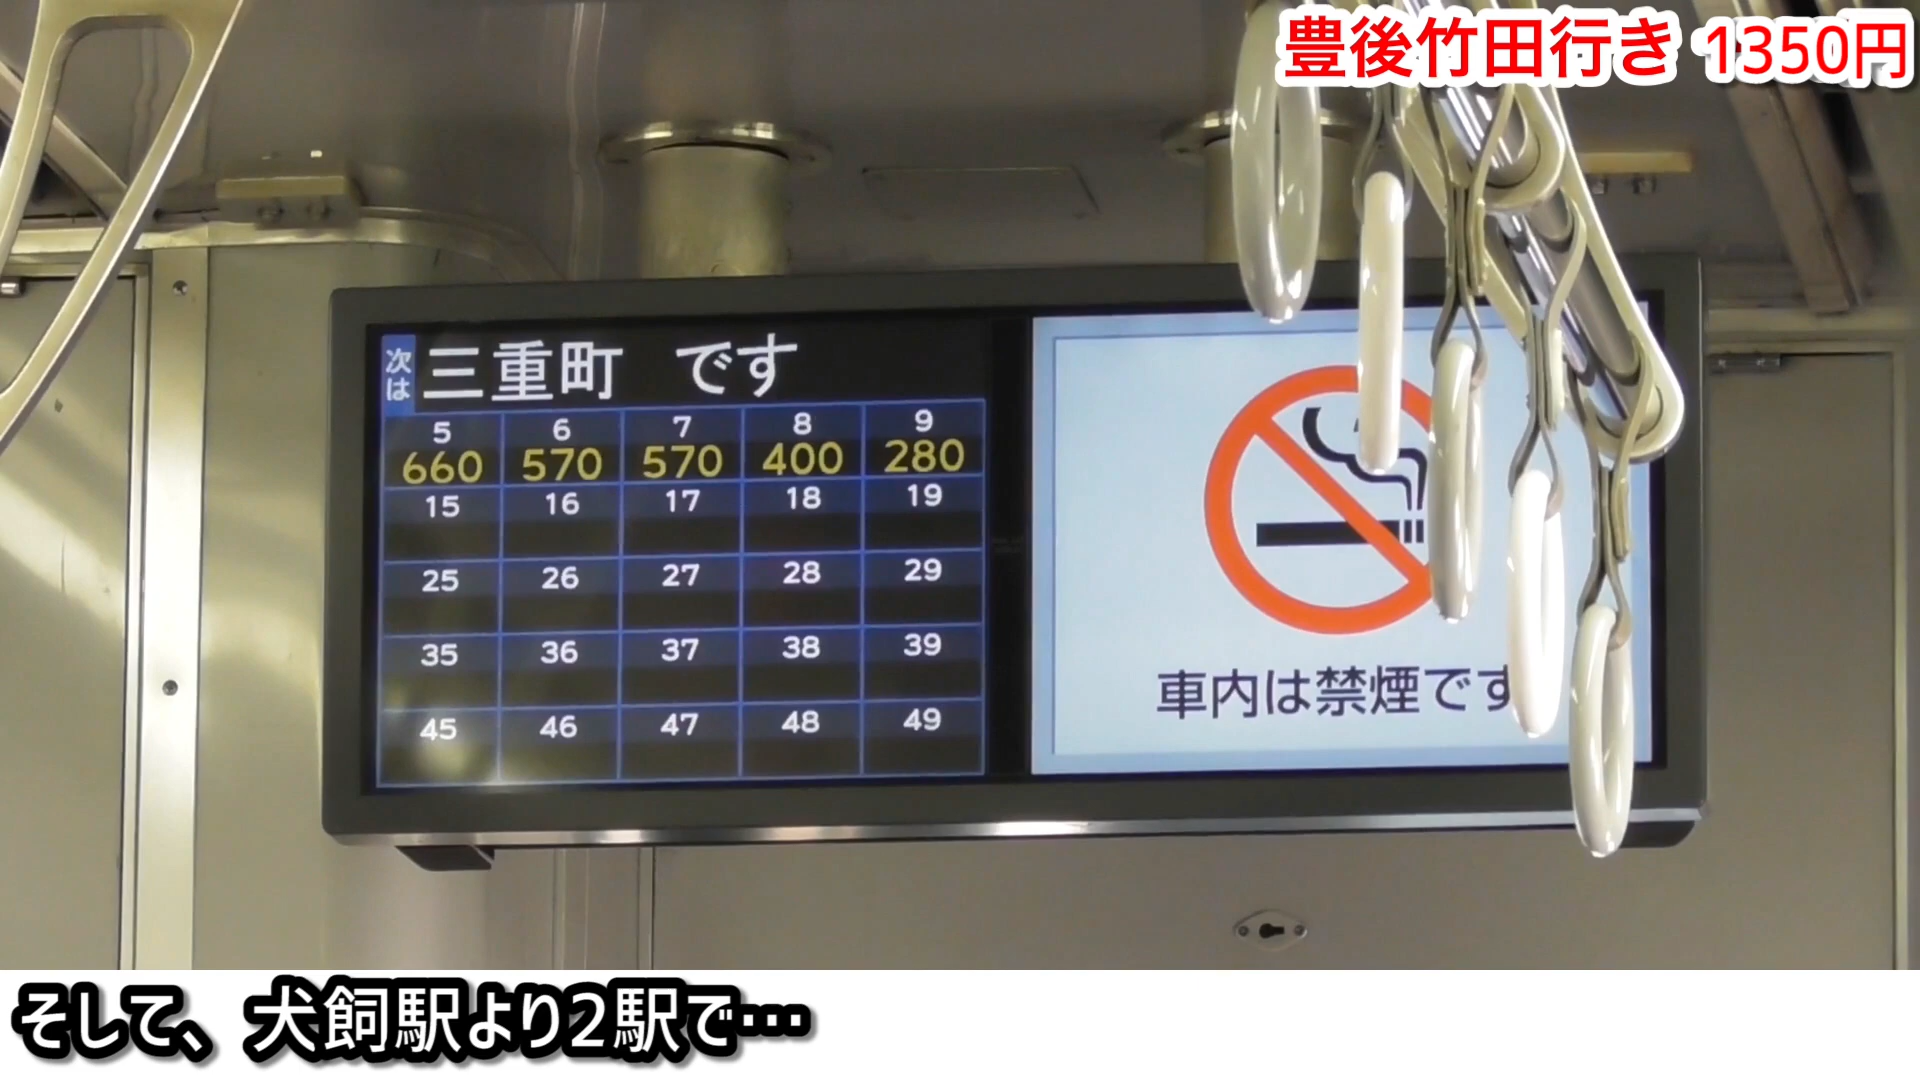 豊後竹田行き 1350円
次は 三重町 です
5 6 7 8 9
660 570 570 400 280
15 16 17 18 19
25 26 27 28 29
35 36 37 38 39
45 46 47 48 49
車内は禁煙です
そして、犬飼駅より2駅で…